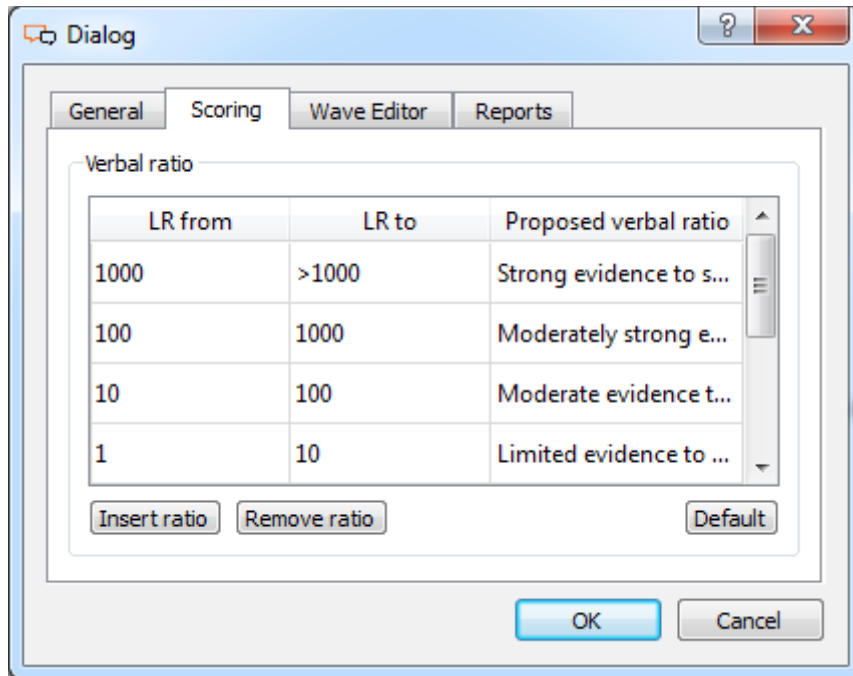 Dialog
General Scoring Wave Editor Reports
Verbal ratio
LR from LR to Proposed verbal ratio
1000 >1000 Strong evidence to s...
100 1000 Moderately strong e...
10 100 Moderate evidence t...
1 10 Limited evidence to ...
Insert ratio Remove ratio Default
OK Cancel